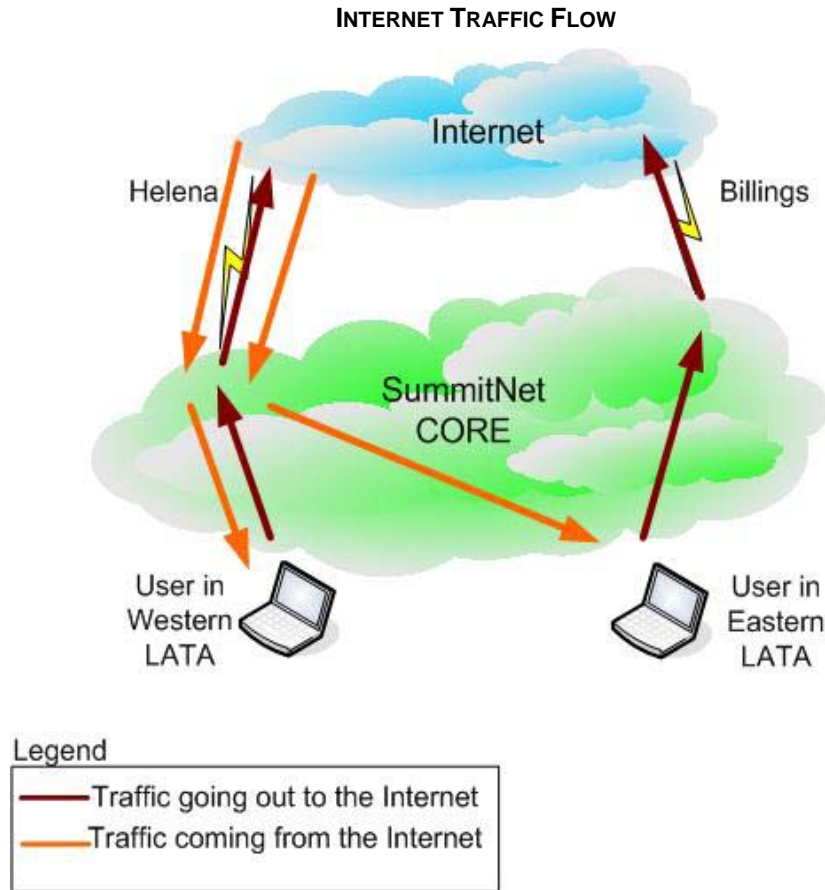 INTERNET TRAFFIC FLOW
Internet
Helena
Billings
SummitNet
CORE
User in
Western
LATA
User in
Eastern
LATA
Legend
Traffic going out to the Internet
Traffic coming from the Internet